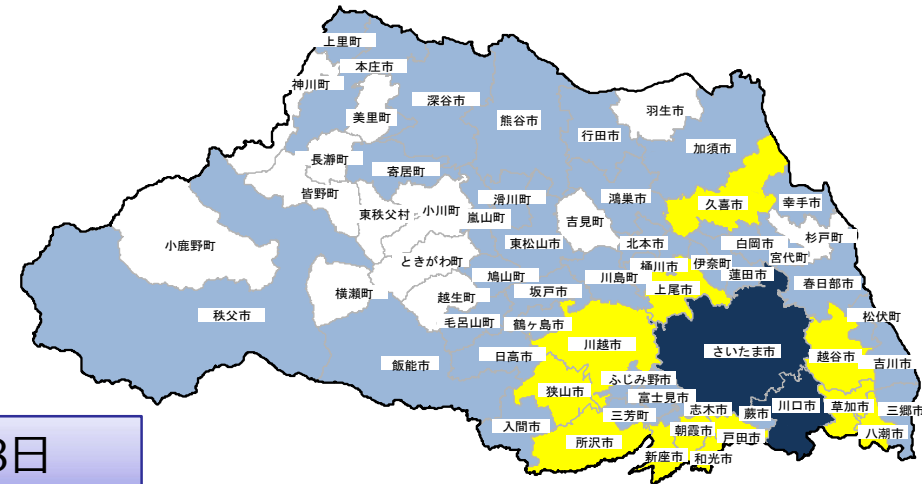 上里町
本庄市
神川町
深谷市
美里町
熊谷市
羽生市
行田市
加須市
長瀞町
寄居町
皆野町
滑川町
鴻巣市
久喜市
幸手市
東秩父村
小川町
嵐山町
吉見町
杉戸町
小鹿野町
東松山市
北本市
白岡市
宮代町
ときがわ町
鳩山町
川島町
桶川市
伊奈町
蓮田市
春日部市
横瀬町
越生町
坂戸市
上尾市
秩父市
毛呂山町
鶴ヶ島市
松伏町
川越市
さいたま市
越谷市
吉川市
飯能市
日高市
ふじみ野市
狭山市
富士見市
三芳町
志木市
蕨市
川口市
草加市
三郷市
入間市
所沢市
朝霞市
戸田市
八潮市
新座市
和光市
日